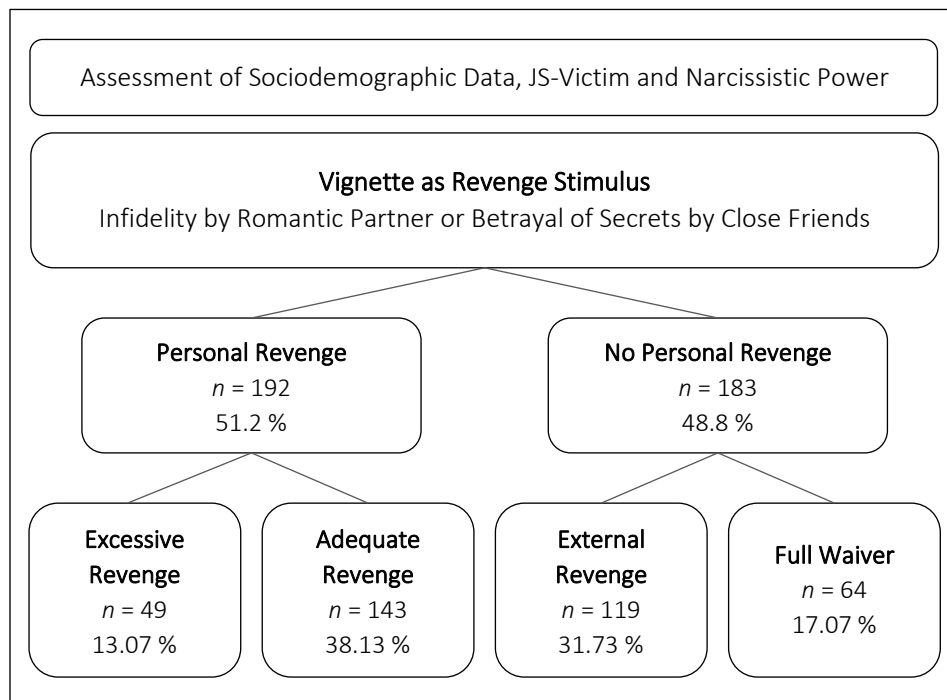 Assessment of Sociodemographic Data, JS-Victim and Narcissistic Power
Vignette as Revenge Stimulus
Infidelity by Romantic Partner or Betrayal of Secrets by Close Friends
Personal Revenge
n = 192
51.2 %
No Personal Revenge
n = 183
48.8 %
Excessive
Revenge
n = 49
13.07 %
Adequate
Revenge
n = 143
38.13 %
External
Revenge
n = 119
31.73 %
Full Waiver
n = 64
17.07 %